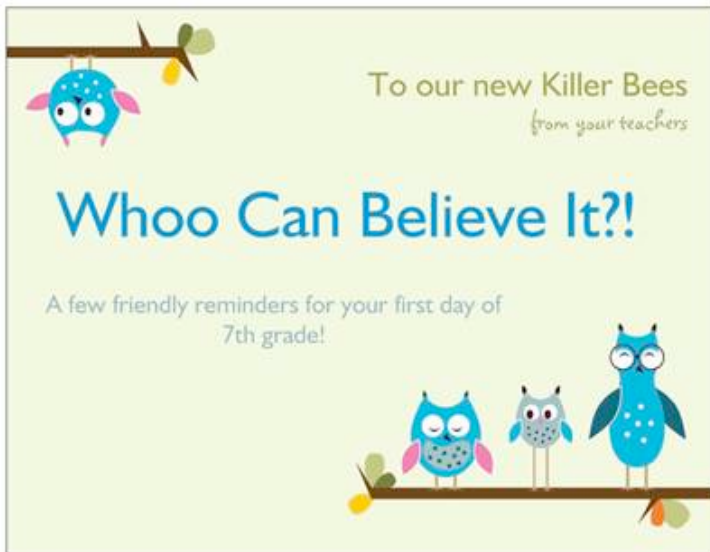 To our new Killer Bees
from your teachers
Whoo Can Believe It?!
A few friendly reminders for your first day of
7th grade!